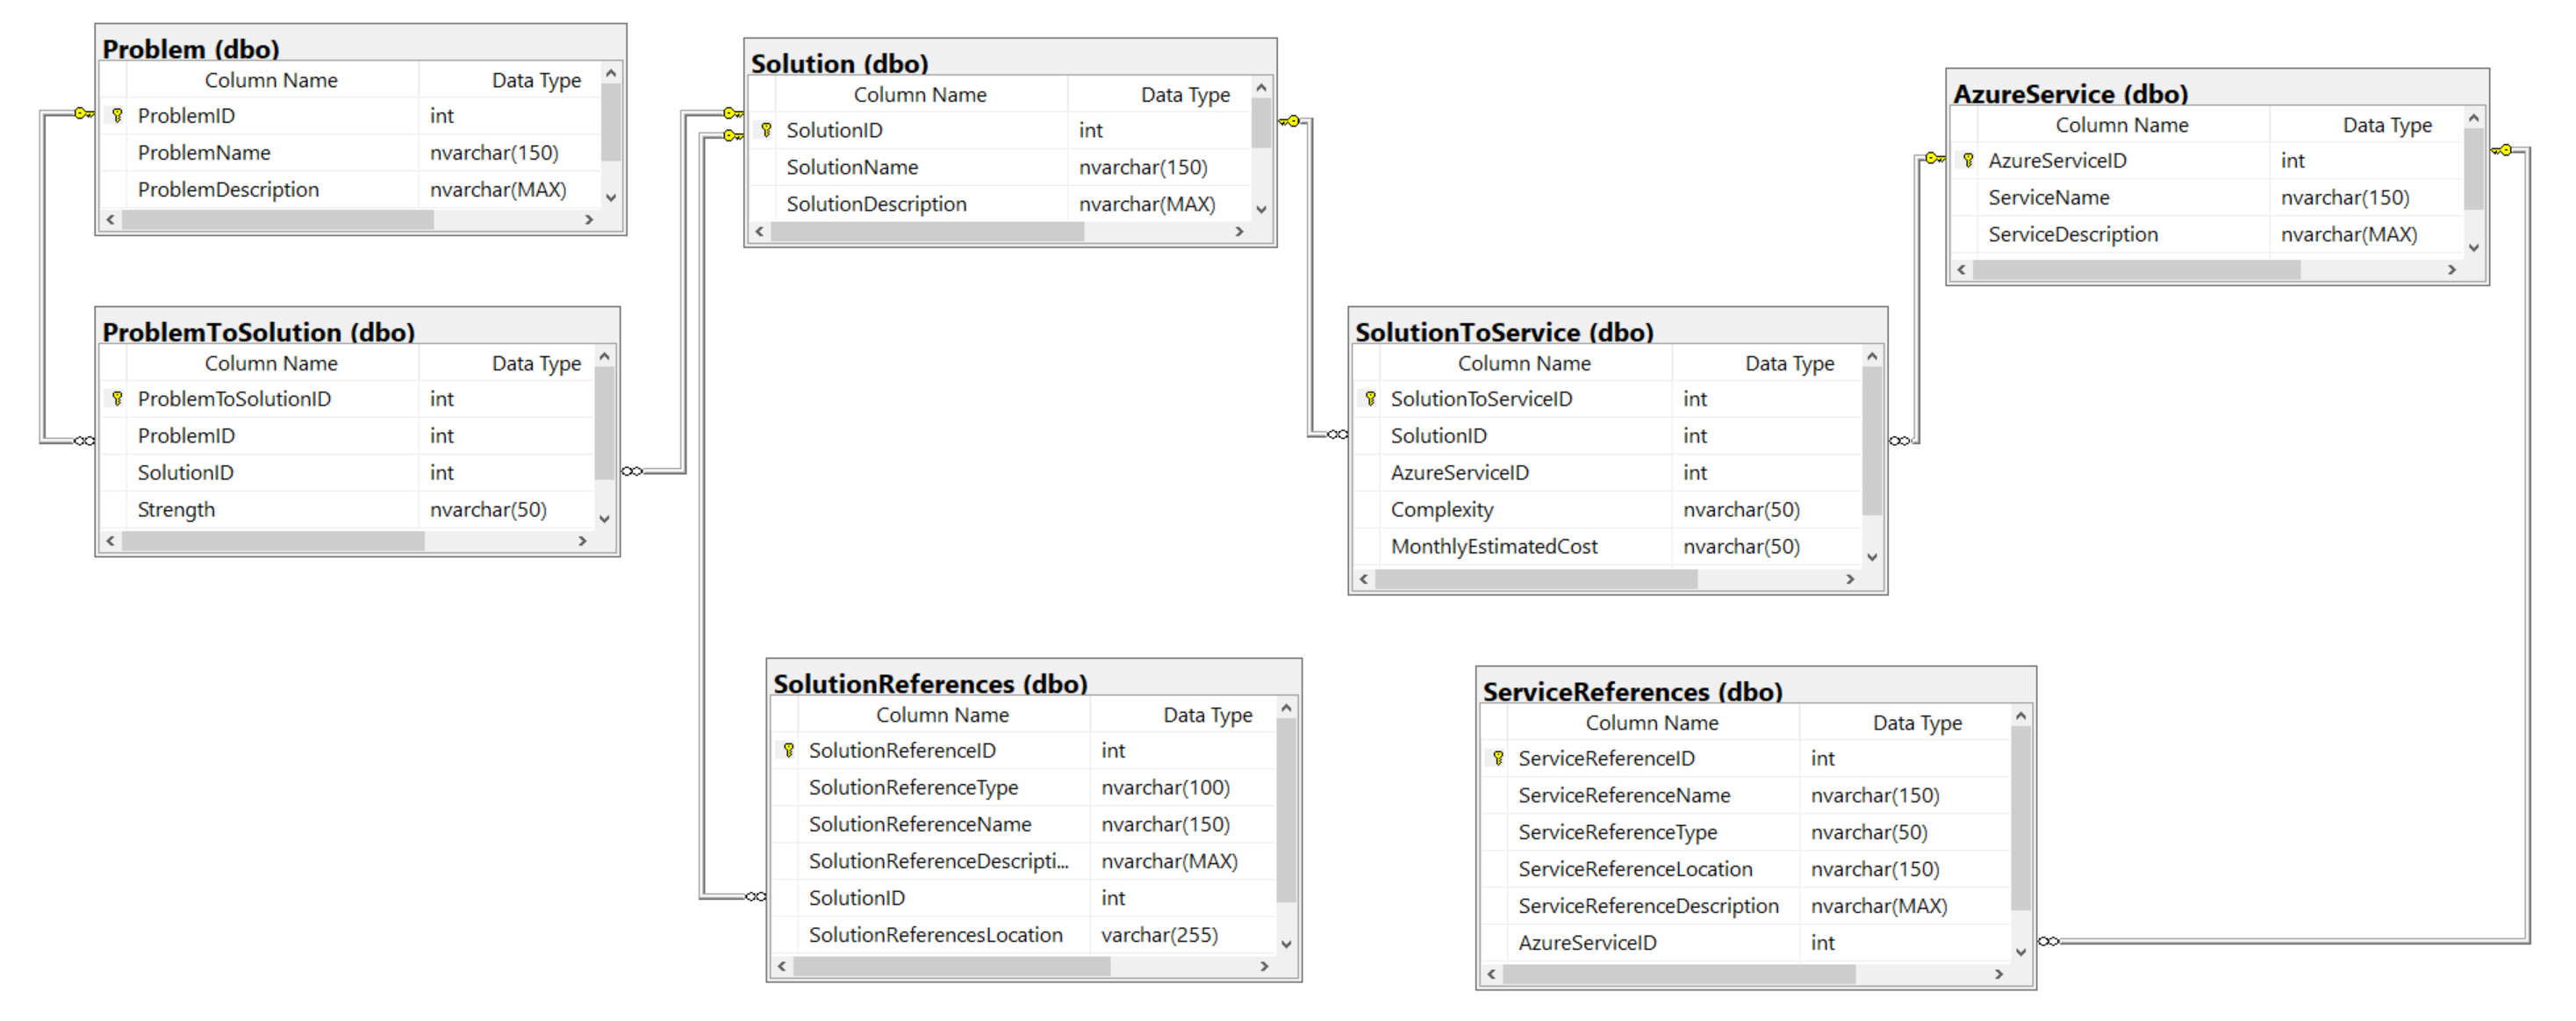 Problem (dbo)
Column Name Data Type
ProblemID int
ProblemName nvarchar(150)
ProblemDescription nvarchar(MAX)
Solution (dbo)
Column Name Data Type
SolutionID int
SolutionName nvarchar(150)
SolutionDescription nvarchar(MAX)
AzureService (dbo)
Column Name Data Type
AzureServiceID int
ServiceName nvarchar(150)
ServiceDescription nvarchar(MAX)
ProblemToSolution (dbo)
Column Name Data Type
ProblemToSolutionID int
ProblemID int
SolutionID int
Strength nvarchar(50)
SolutionToService (dbo)
Column Name Data Type
SolutionToServiceID int
SolutionID int
AzureServiceID int
Complexity nvarchar(50)
MonthlyEstimatedCost nvarchar(50)
SolutionReferences (dbo)
Column Name Data Type
SolutionReferenceID int
SolutionReferenceType nvarchar(100)
SolutionReferenceName nvarchar(150)
SolutionReferenceDescripti... nvarchar(MAX)
SolutionID int
SolutionReferencesLocation varchar(255)
ServiceReferences (dbo)
Column Name Data Type
ServiceReferenceID int
ServiceReferenceName nvarchar(150)
ServiceReferenceType nvarchar(50)
ServiceReferenceLocation nvarchar(150)
ServiceReferenceDescription nvarchar(MAX)
AzureServiceID int